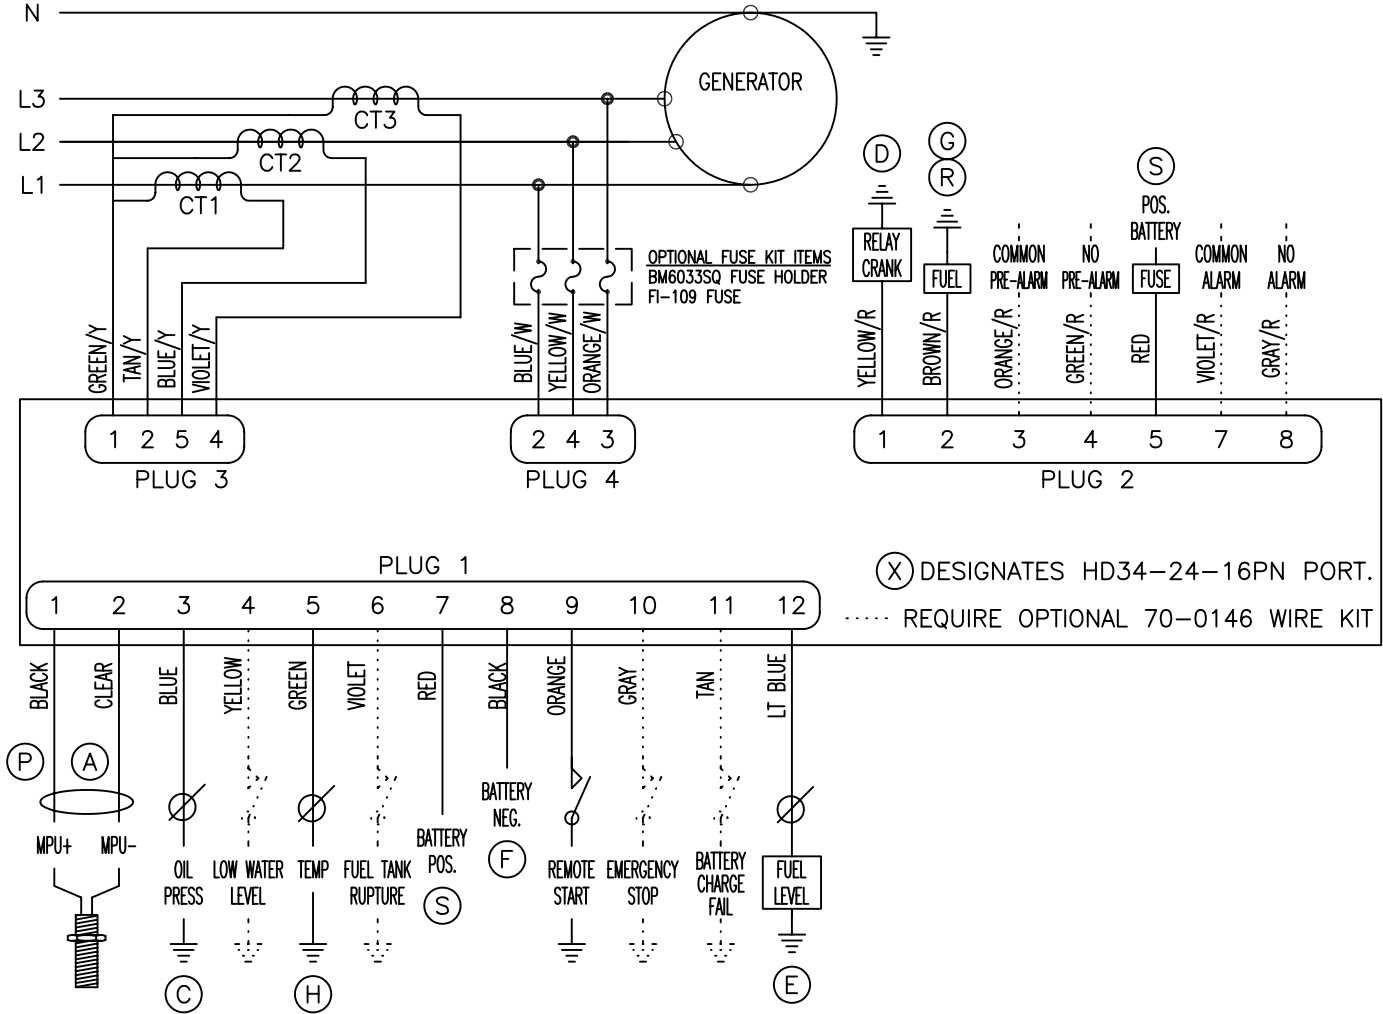 N
GENERATOR
L3
CT3
L2
CT2
L1
CT1
D
G
R
S
POS.
BATTERY
RELAY
CRANK
FUEL
COMMON
PRE-ALARM
NO
PRE-ALARM
FUSE
COMMON
ALARM
NO
ALARM
OPTIONAL FUSE KIT ITEMS
BM6033SQ FUSE HOLDER
FI-109 FUSE
GREEN/Y
TAN/Y
BLUE/Y
VIOLET/Y
BLUE/W
YELLOW/W
ORANGE/W
YELLOW/R
BROWN/R
ORANGE/R
GREEN/R
RED
VIOLET/R
GRAY/R
1 2 5 4
PLUG 3
2 4 3
PLUG 4
1 2 3 4 5 7 8
PLUG 2
PLUG 1
X DESIGNATES HD34-24-16PN PORT.
1 2 3 4 5 6 7 8 9 10 11 12
REQUIRE OPTIONAL 70-0146 WIRE KIT
BLACK
CLEAR
BLUE
YELLOW
GREEN
VIOLET
RED
BLACK
ORANGE
GRAY
TAN
LT BLUE
P
A
MPU+
MPU-
OIL
PRESS
LOW WATER
LEVEL
TEMP
FUEL TANK
RUPTURE
BATTERY
POS.
S
BATTERY
NEG.
F
REMOTE
START
EMERGENCY
STOP
BATTERY
CHARGE
FAIL
FUEL
LEVEL
C
H
E